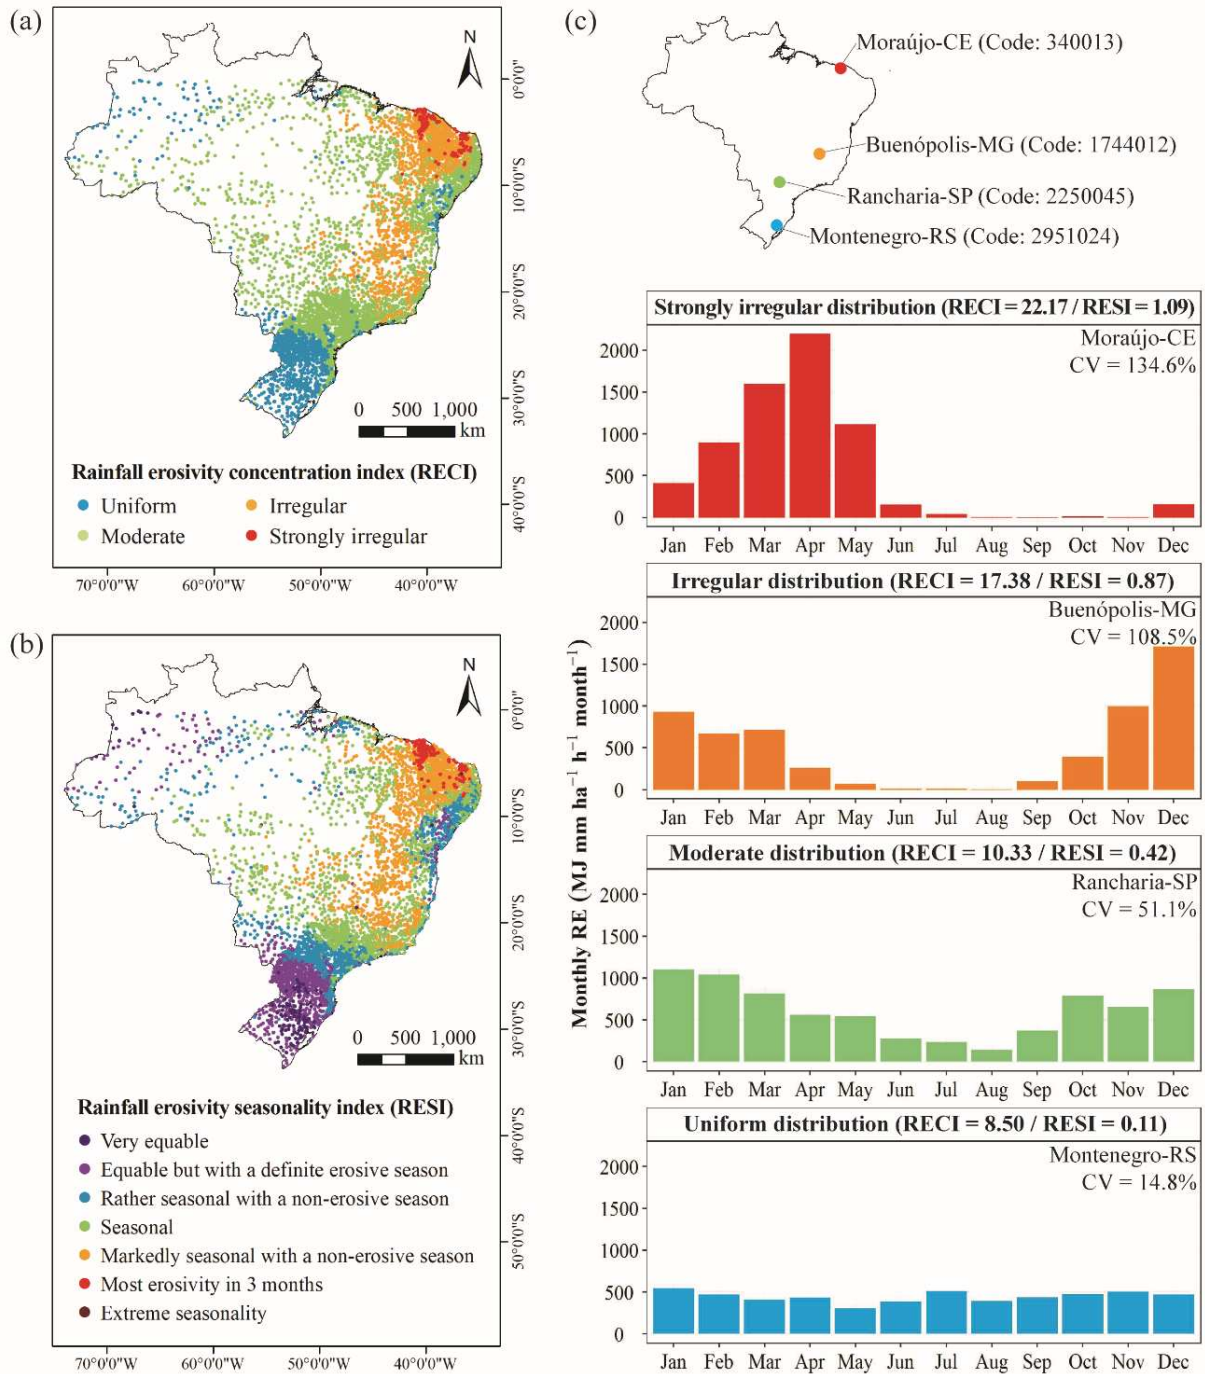 (a)
N
0°0'0"
10°0'0"S
20°0'0"S
30°0'0"S
40°0'0"S
0 500 1,000
km
Rainfall erosivity concentration index (RECI)
Uniform
Irregular
Moderate
Strongly irregular
70°0'0"W 60°0'0"W 50°0'0"W 40°0'0"W
(b)
N
0°0'0"
10°0'0"S
20°0'0"S
30°0'0"S
40°0'0"S
50°0'0"S
0 500 1,000
km
Rainfall erosivity seasonality index (RESI)
Very equable
Equable but with a definite erosive season
Rather seasonal with a non-erosive season
Seasonal
Markedly seasonal with a non-erosive season
Most erosivity in 3 months
Extreme seasonality
70°0'0"W 60°0'0"W 50°0'0"W 40°0'0"W
(c)
Moraújo-CE (Code: 340013)
Buenópolis-MG (Code: 1744012)
Rancharia-SP (Code: 2250045)
Montenegro-RS (Code: 2951024)
Monthly RE (MJ mm ha⁻¹ h⁻¹ month⁻¹)
Strongly irregular distribution (RECI = 22.17 / RESI = 1.09)
Moraújo-CE
CV = 134.6%
2000
1500
1000
500
0
Jan Feb Mar Apr May Jun Jul Aug Sep Oct Nov Dec
Irregular distribution (RECI = 17.38 / RESI = 0.87)
Buenópolis-MG
CV = 108.5%
2000
1500
1000
500
0
Jan Feb Mar Apr May Jun Jul Aug Sep Oct Nov Dec
Moderate distribution (RECI = 10.33 / RESI = 0.42)
Rancharia-SP
CV = 51.1%
2000
1500
1000
500
0
Jan Feb Mar Apr May Jun Jul Aug Sep Oct Nov Dec
Uniform distribution (RECI = 8.50 / RESI = 0.11)
Montenegro-RS
CV = 14.8%
2000
1500
1000
500
0
Jan Feb Mar Apr May Jun Jul Aug Sep Oct Nov Dec